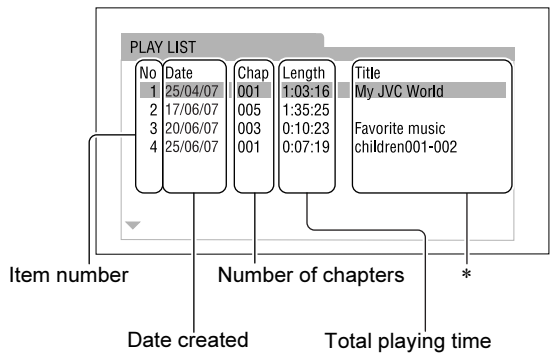 PLAY LIST
No Date Chap Length Title
1 25/04/07 001 1:03:16 My JVC World
2 17/06/07 005 1:35:25
3 20/06/07 003 0:10:23 Favorite music
4 25/06/07 001 0:07:19 children001-002
Item number Number of chapters *
Date created Total playing time